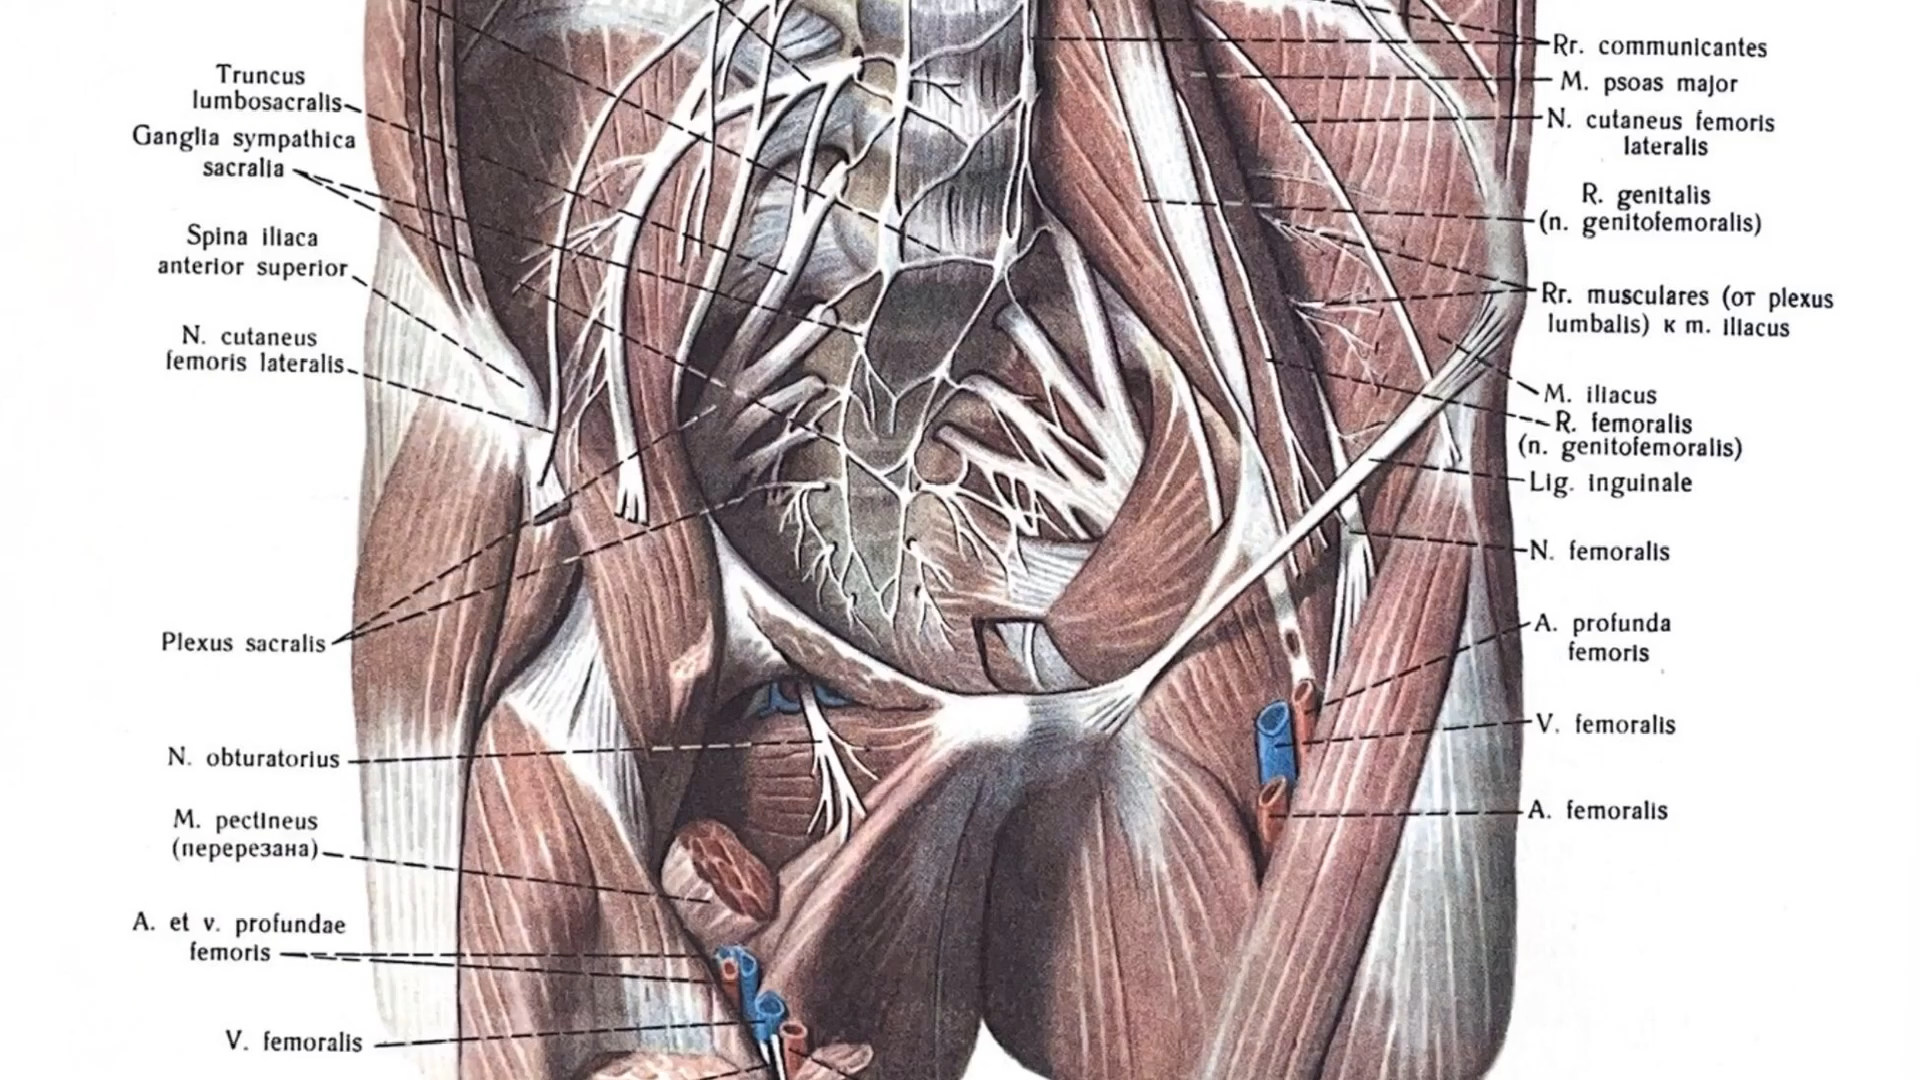 Truncus
lumbosacralis
Ganglia sympathica
sacralia
Spina iliaca
anterior superior
N. cutaneus
femoris lateralis
Plexus sacralis
N. obturatorius
M. pectineus
(перерезана)
A. et v. profundae
femoris
V. femoralis
Rr. communicantes
M. psoas major
N. cutaneus femoris
lateralis
R. genitalis
(n. genitofemoralis)
Rr. musculares (от plexus
lumbalis) к m. iliacus
M. iliacus
R. femoralis
(n. genitofemoralis)
Lig. inguinale
N. femoralis
A. profunda
femoris
V. femoralis
A. femoralis